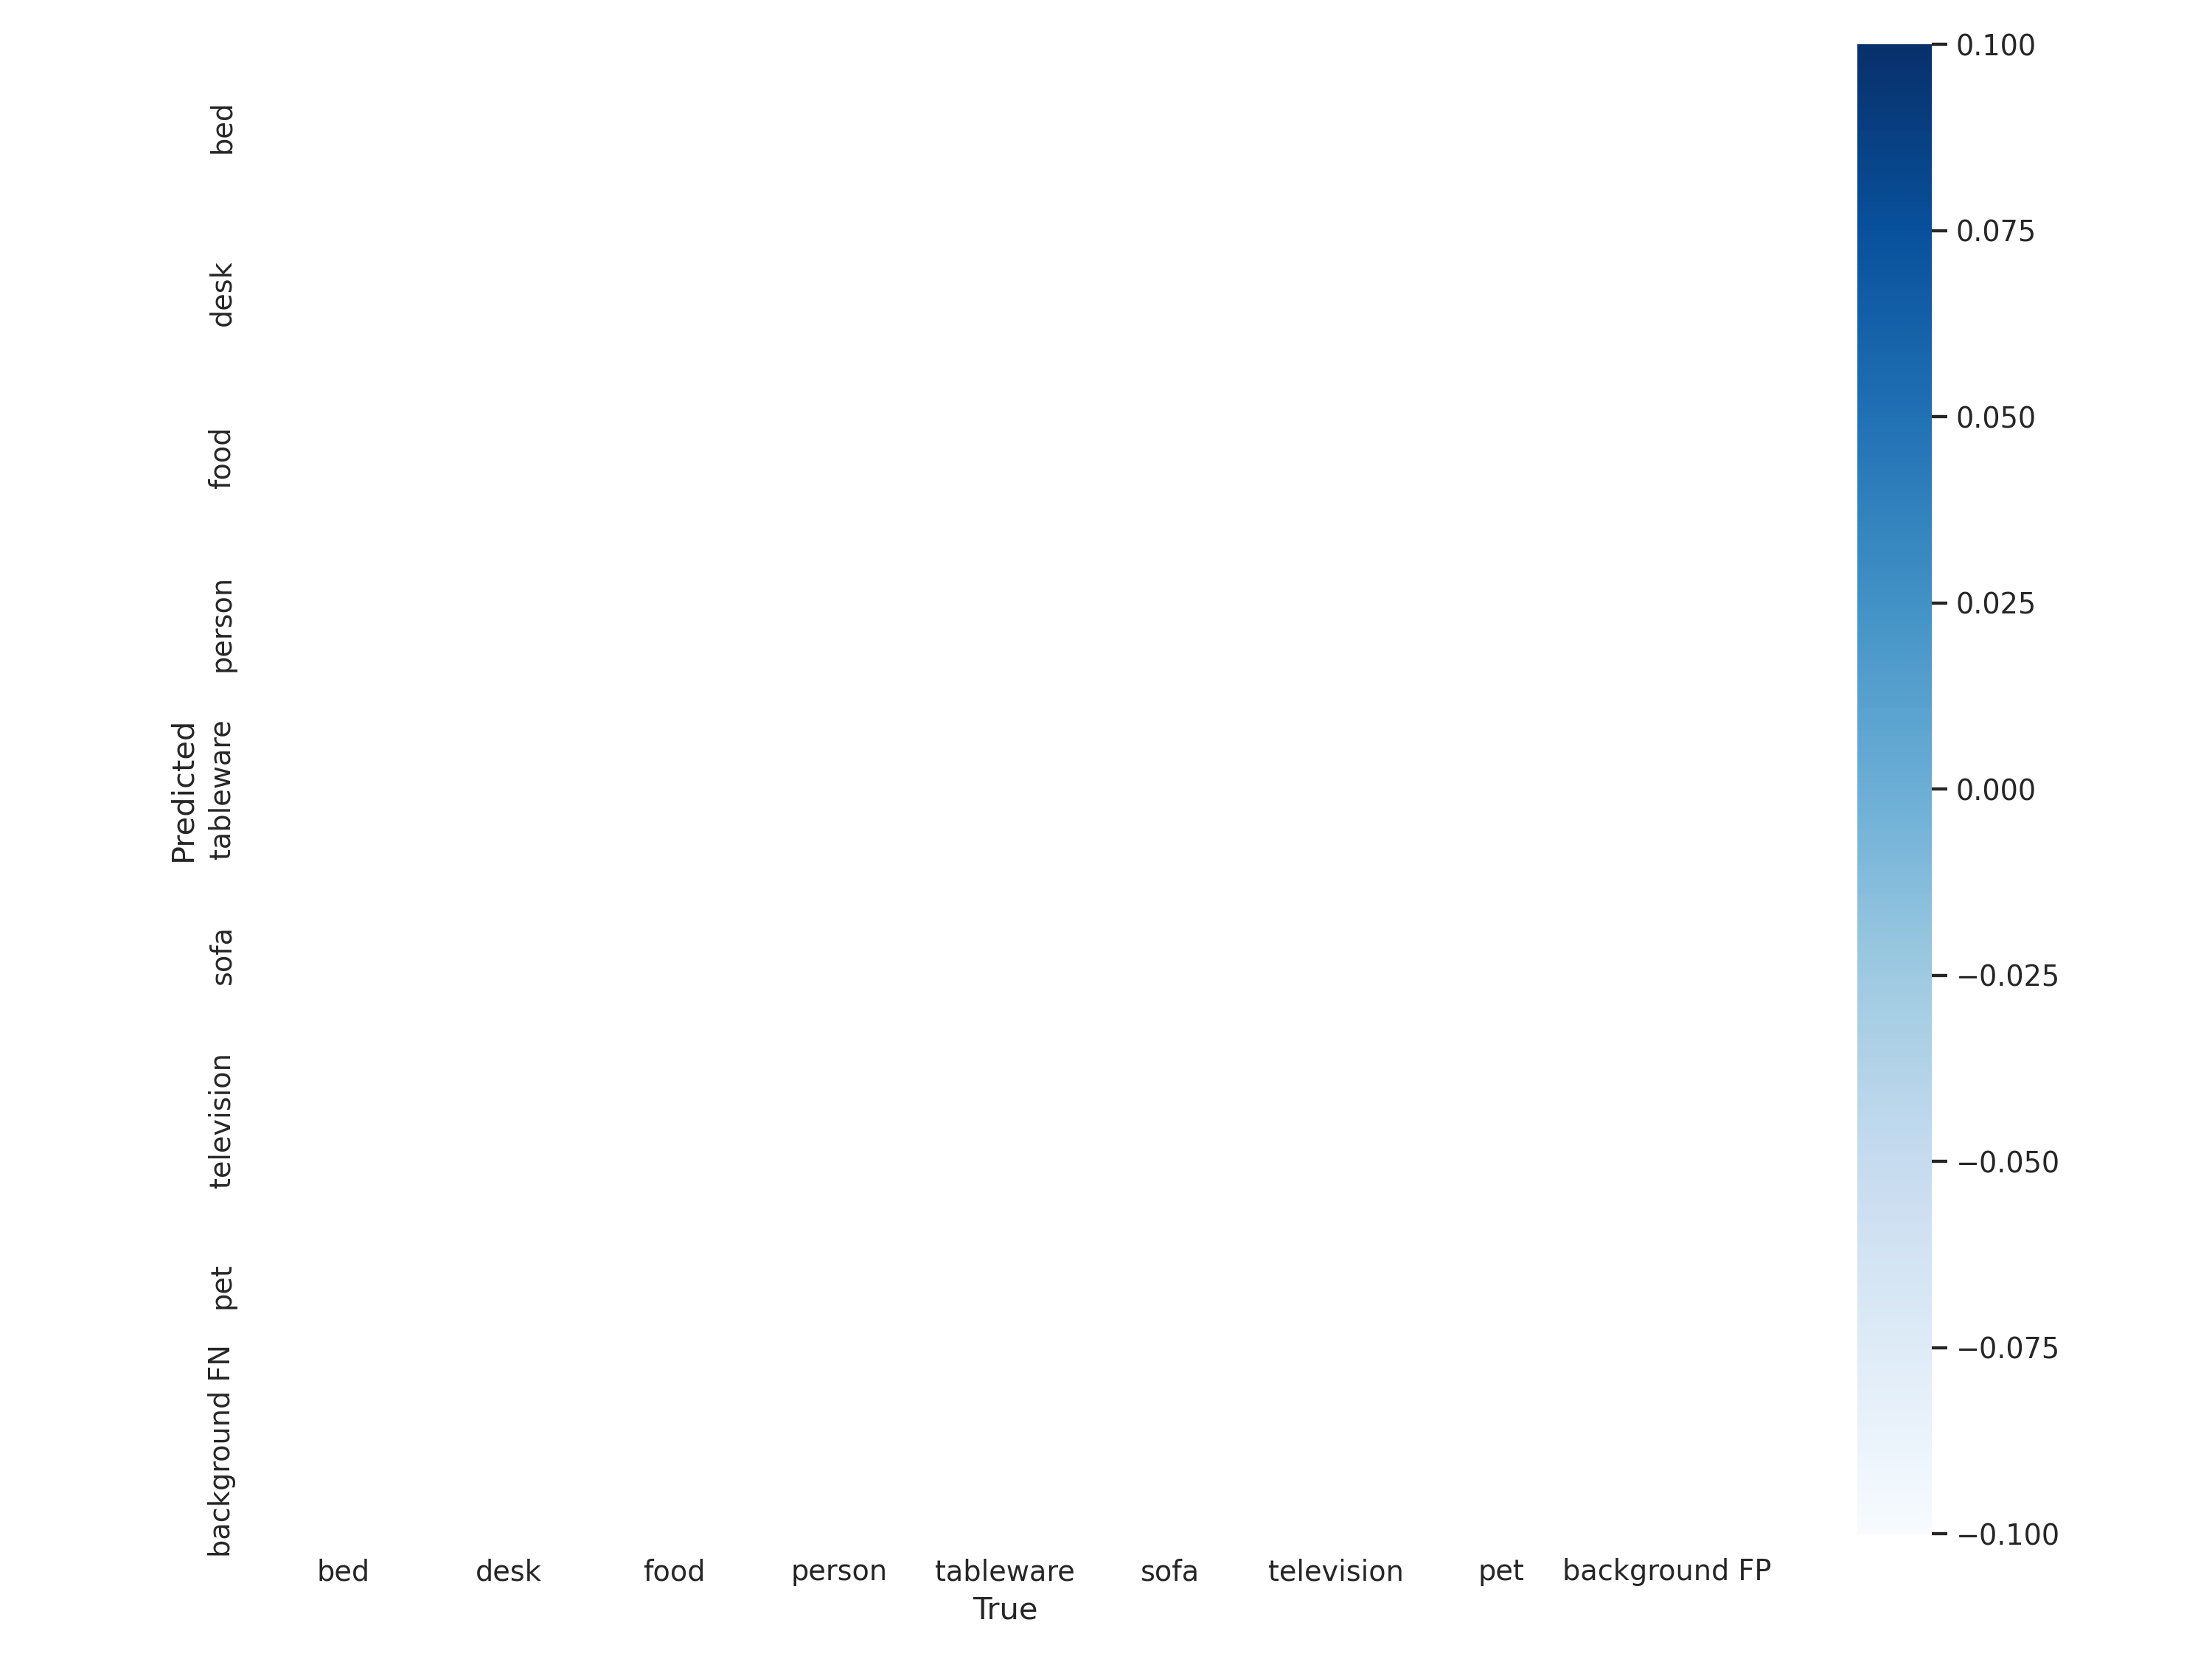 Predicted
bed
desk
food
person
tableware
sofa
television
pet
background FN
bed desk food person tableware sofa television pet background FP
True
0.100
0.075
0.050
0.025
0.000
−0.025
−0.050
−0.075
−0.100